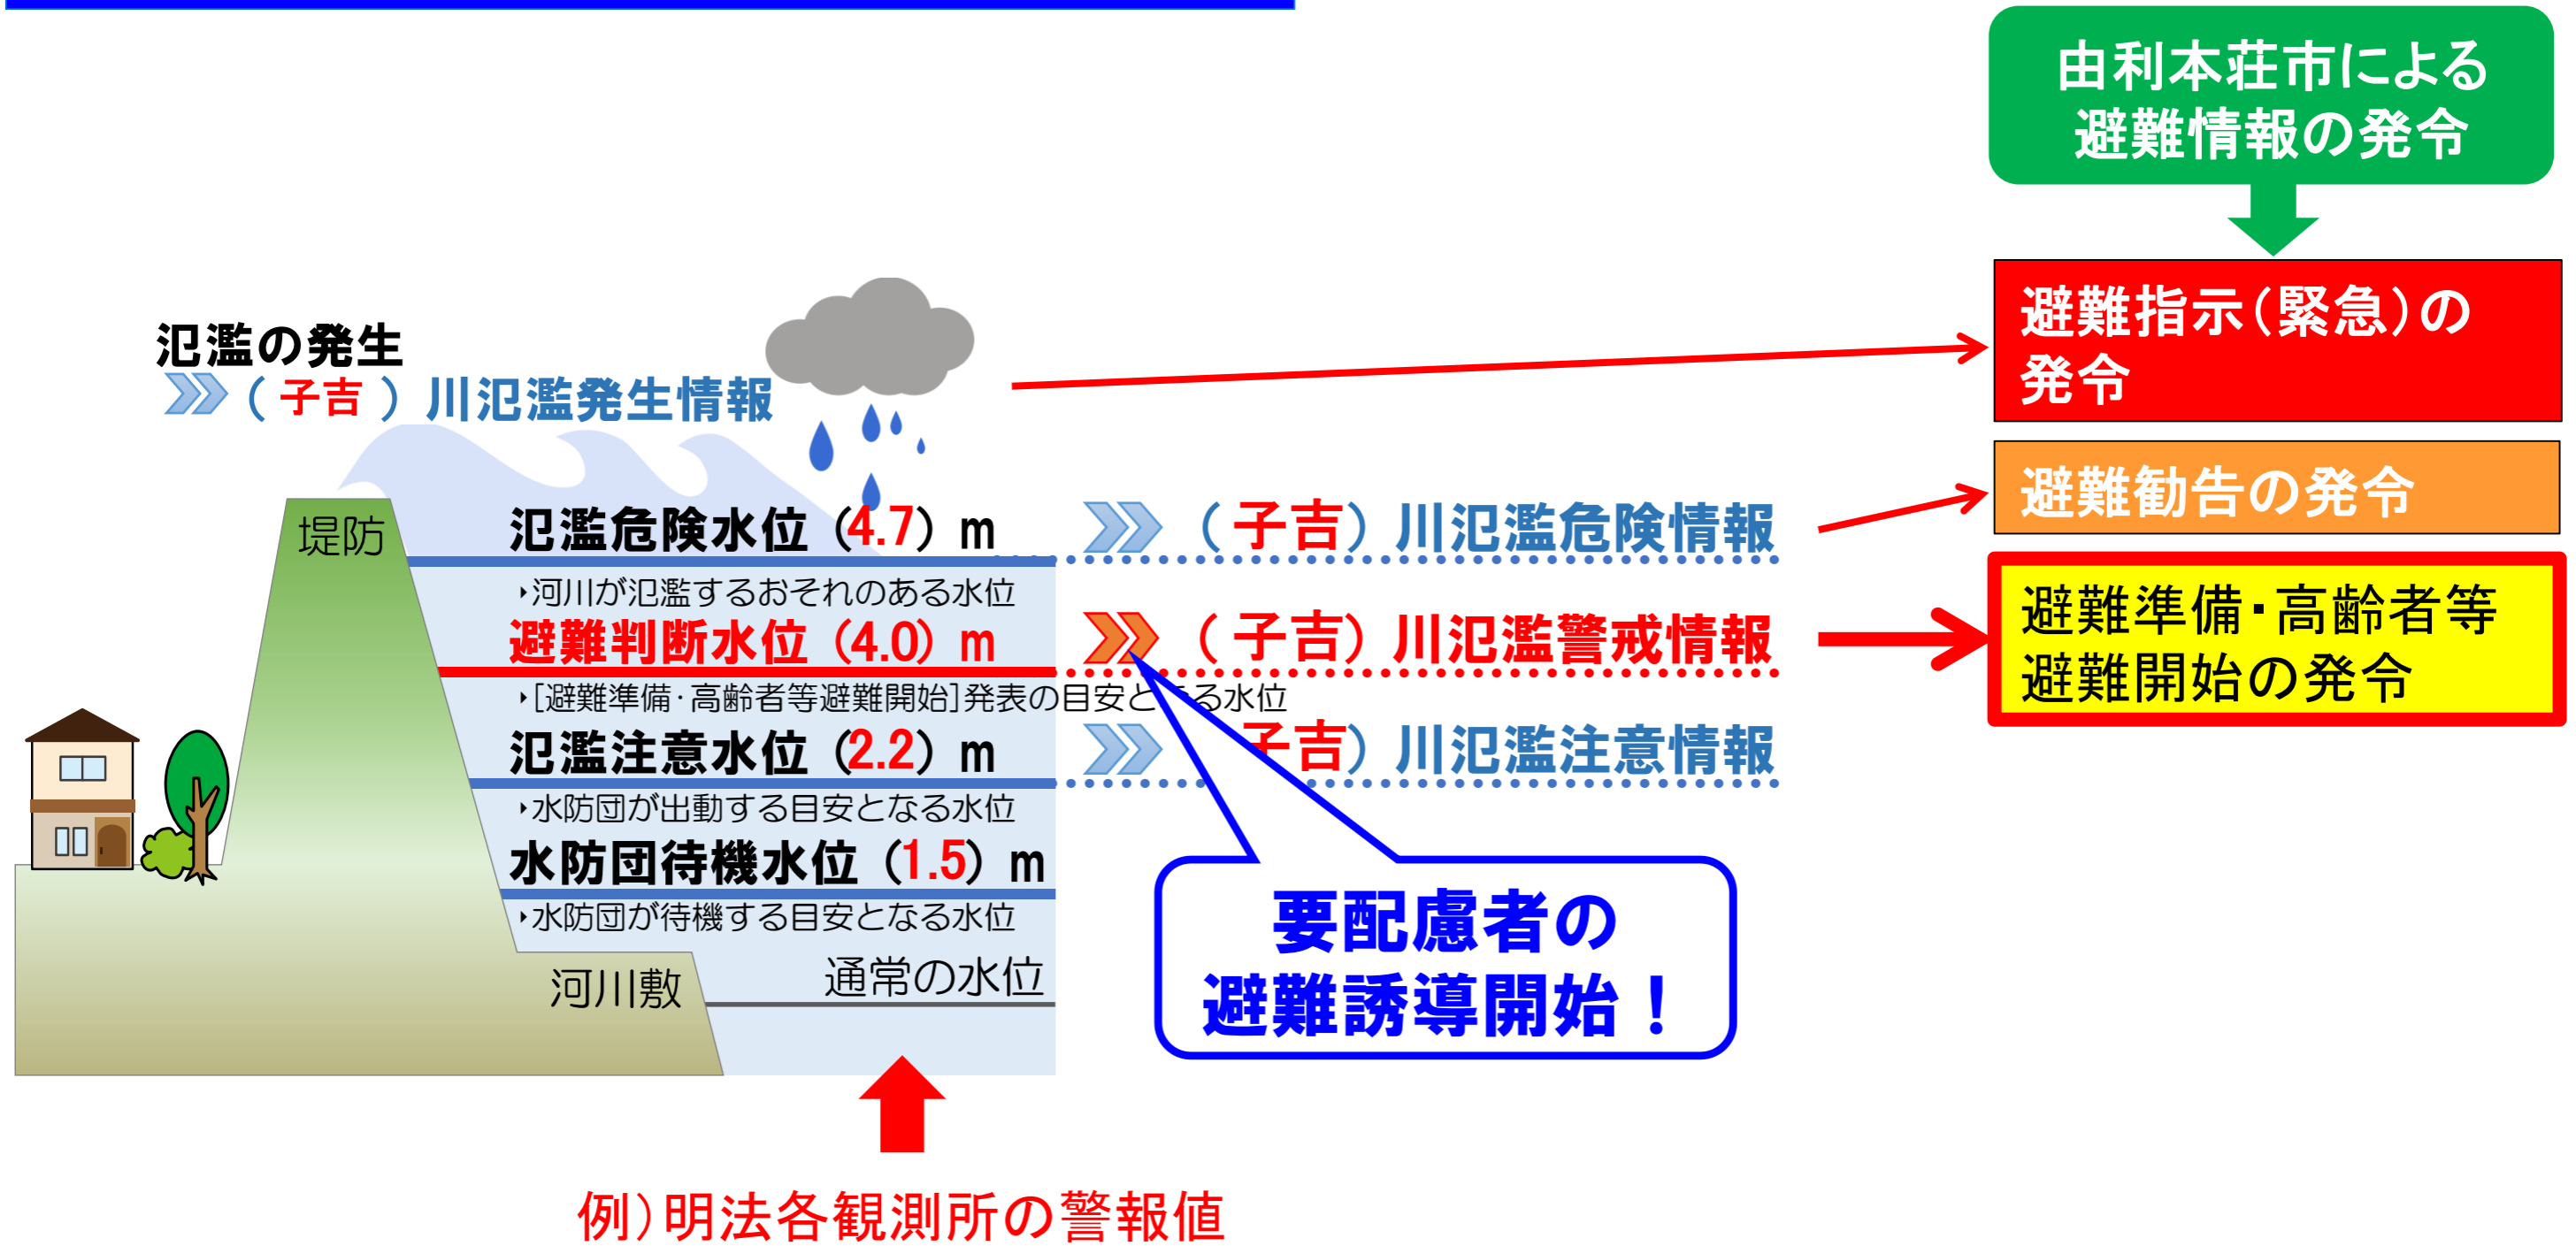 由利本荘市による
避難情報の発令
避難指示（緊急）の
発令
避難勧告の発令
避難準備・高齢者等
避難開始の発令
氾濫の発生
（ 子吉 ）川氾濫発生情報
堤防
氾濫危険水位（4.7）m
（ 子吉）川氾濫危険情報
・河川が氾濫するおそれのある水位
避難判断水位（4.0）m
（ 子吉）川氾濫警戒情報
・[避難準備・高齢者等避難開始]発表の目安となる水位
氾濫注意水位（2.2）m
子吉）川氾濫注意情報
・水防団が出動する目安となる水位
水防団待機水位（1.5）m
・水防団が待機する目安となる水位
河川敷
通常の水位
要配慮者の
避難誘導開始！
例）明法各観測所の警報値